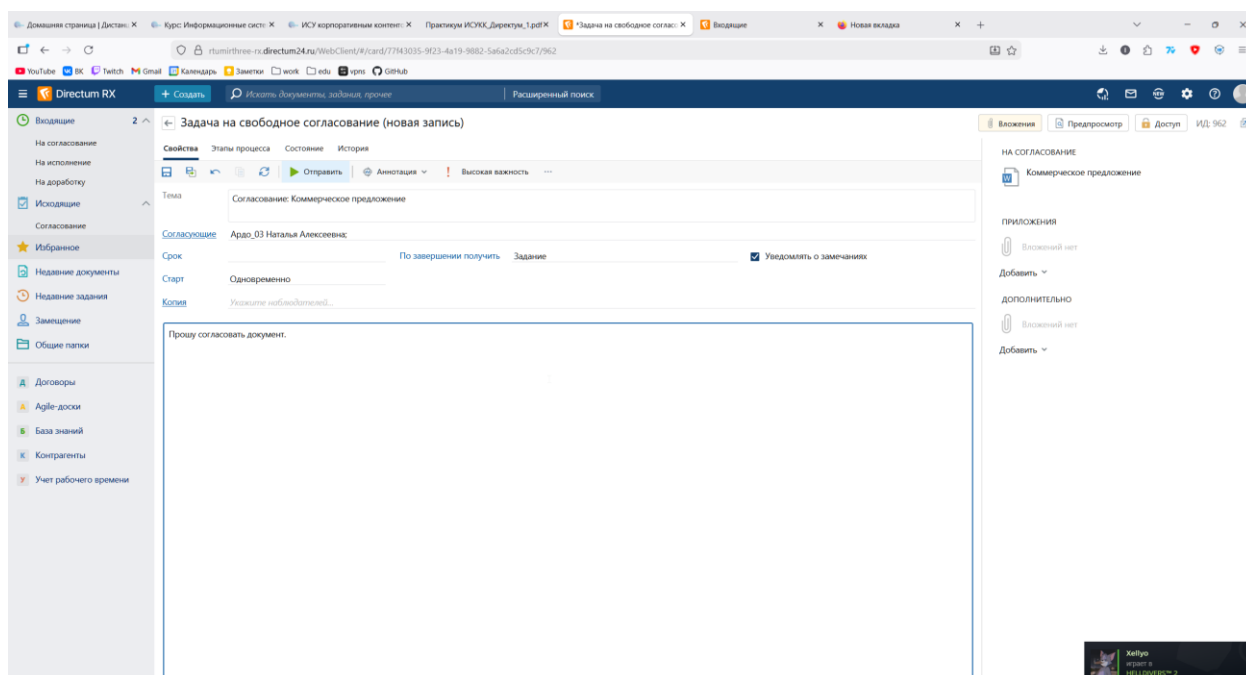 Домашняя страница | Дистан
Курс: Информационные систе
ИСУ корпоративным контент
Практикум ИСУКК_Директум_1.pdf
*Задача на свободное соглас
Входящие
Новая вкладка
rtumirthree-rx.directum24.ru/WebClient/#/card/77f43035-9f23-4a19-9882-5a6a2cd5c9c7/962
YouTube ВК Twitch Gmail Календарь Заметки work edu vpns GitHub
Directum RX
+ Создать
Искать документы, задания, прочее
Расширенный поиск
Входящие 2
На согласование
На исполнение
На доработку
Исходящие
Согласование
Избранное
Недавние документы
Недавние задания
Замещение
Общие папки
Д Договоры
A Agile-доски
Б База знаний
К Контрагенты
У Учет рабочего времени
Задача на свободное согласование (новая запись)
Вложения Предпросмотр Доступ ИД: 962
Свойства Этапы процесса Состояние История
Отправить Аннотация ! Высокая важность ...
Тема Согласование: Коммерческое предложение
Согласующие Ардо_03 Наталья Алексеевна;
Срок По завершении получить Задание Уведомлять о замечаниях
Старт Одновременно
Копия Укажите наблюдателей...
Прошу согласовать документ.
НА СОГЛАСОВАНИЕ
Коммерческое предложение
ПРИЛОЖЕНИЯ
Вложений нет
Добавить
ДОПОЛНИТЕЛЬНО
Вложений нет
Добавить
Xellyo
играет в
HELLDIVERS™ 2